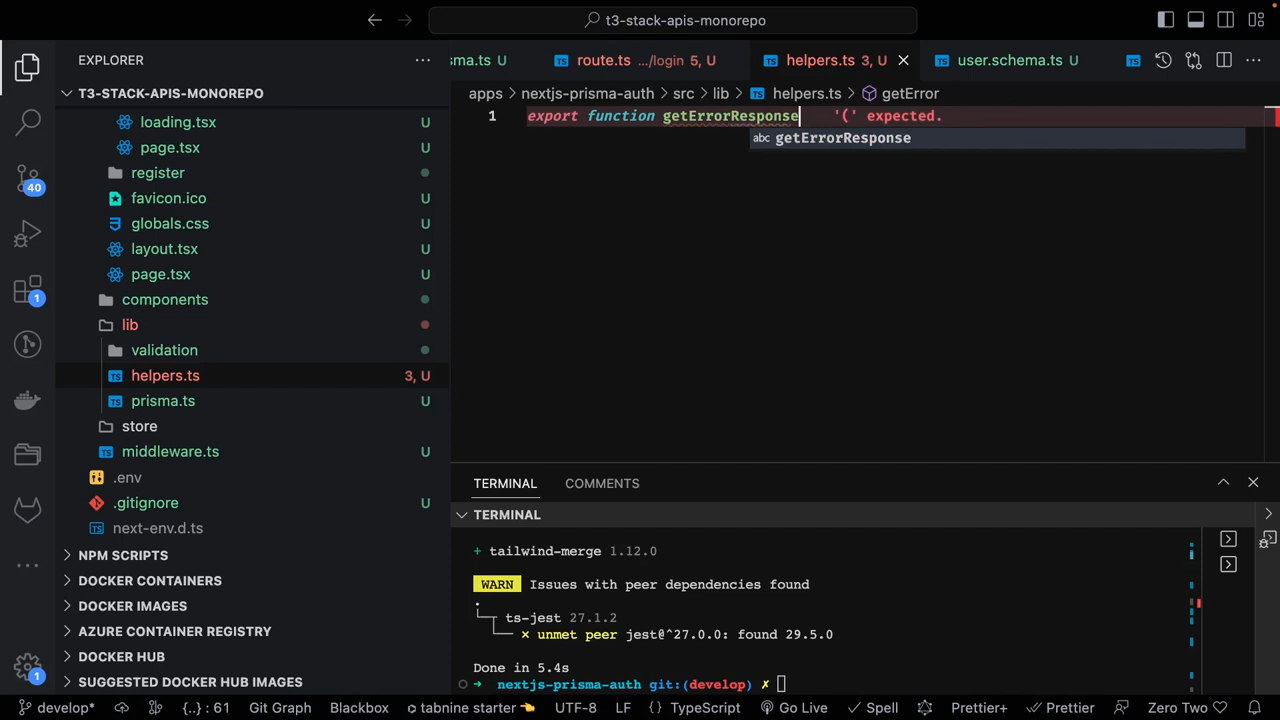 t3-stack-apis-monorepo
EXPLORER
sma.ts U
route.ts .../login 5, U
helpers.ts 3, U
user.schema.ts U
T3-STACK-APIS-MONOREPO
apps > nextjs-prisma-auth > src > lib > helpers.ts > getError
loading.tsx U
page.tsx U
register
favicon.ico U
globals.css U
layout.tsx U
page.tsx U
components
lib
validation
helpers.ts 3, U
prisma.ts U
store
middleware.ts U
.env
.gitignore U
next-env.d.ts
NPM SCRIPTS
DOCKER CONTAINERS
DOCKER IMAGES
AZURE CONTAINER REGISTRY
DOCKER HUB
SUGGESTED DOCKER HUB IMAGES
40
1
1
1 export function getErrorResponse '(' expected.
abc getErrorResponse
TERMINAL COMMENTS
TERMINAL
+ tailwind-merge 1.12.0
WARN Issues with peer dependencies found
.
└─┬ ts-jest 27.1.2
└── ✕ unmet peer jest@^27.0.0: found 29.5.0
Done in 5.4s
➜ nextjs-prisma-auth git:(develop) ✗
develop* {..} : 61 Git Graph Blackbox tabnine starter 👈 UTF-8 LF { } TypeScript Go Live ✓ Spell Prettier+ ✓ Prettier Zero Two ♡